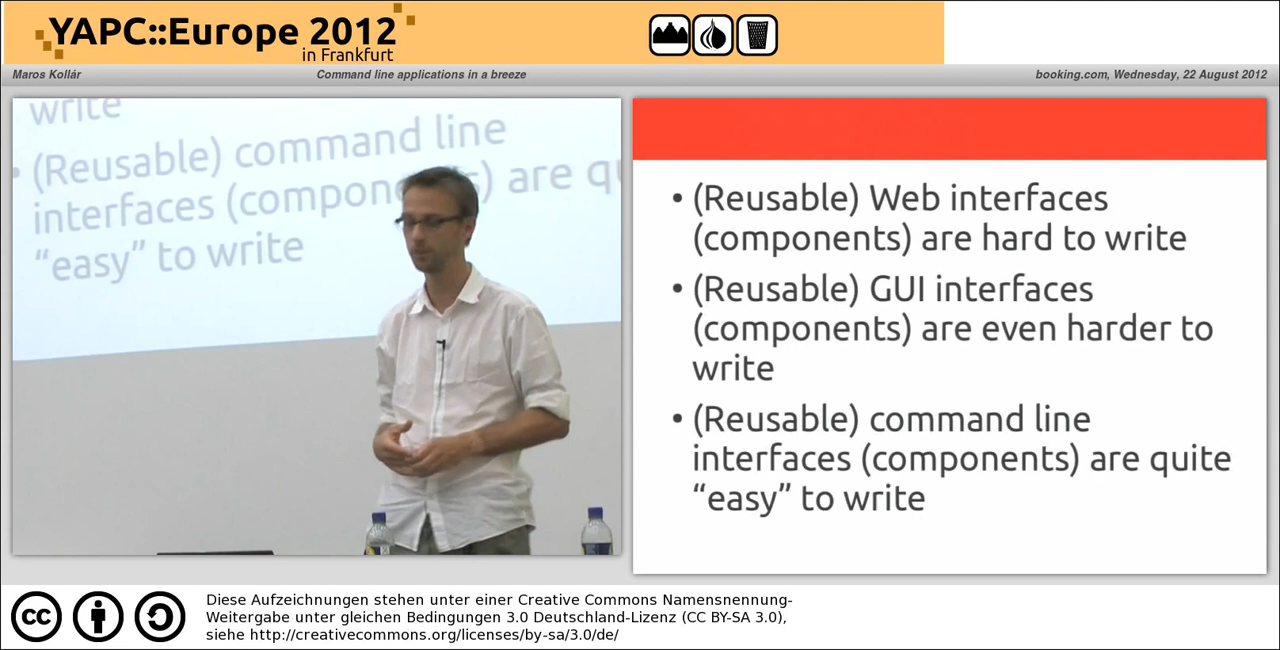 YAPC::Europe 2012
in Frankfurt
Maros Kollár
Command line applications in a breeze
booking.com, Wednesday, 22 August 2012
write
• (Reusable) command line
interfaces (components) are qu
“easy” to write
• (Reusable) Web interfaces
(components) are hard to write
• (Reusable) GUI interfaces
(components) are even harder to
write
• (Reusable) command line
interfaces (components) are quite
“easy” to write
cc
Diese Aufzeichnungen stehen unter einer Creative Commons Namensnennung-
Weitergabe unter gleichen Bedingungen 3.0 Deutschland-Lizenz (CC BY-SA 3.0),
siehe http://creativecommons.org/licenses/by-sa/3.0/de/